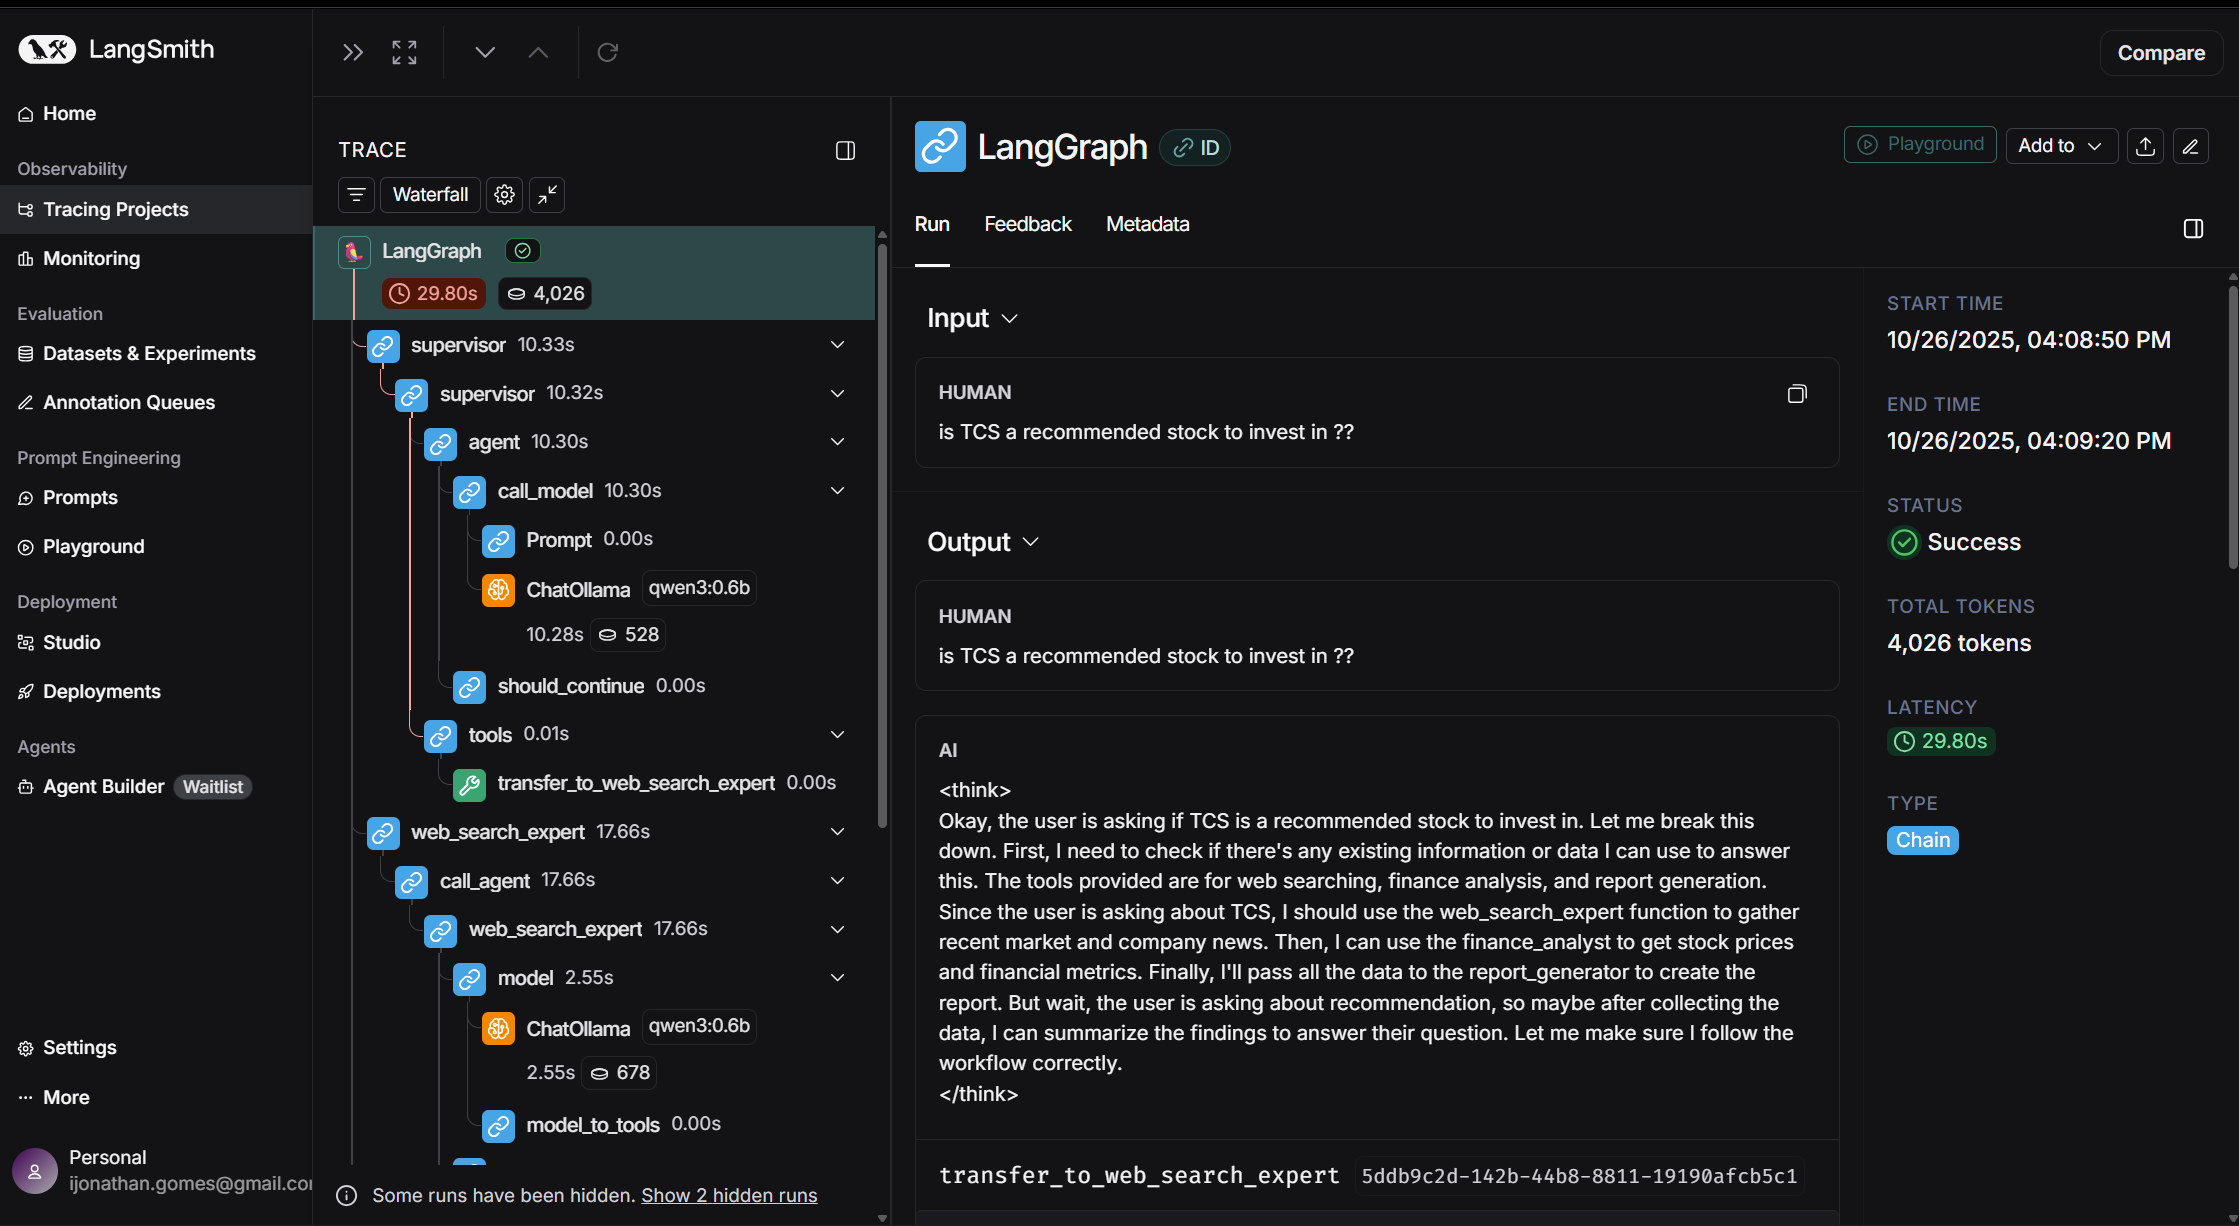 LangSmith
Home
Observability
Tracing Projects
Monitoring
Evaluation
Datasets & Experiments
Annotation Queues
Prompt Engineering
Prompts
Playground
Deployment
Studio
Deployments
Agents
Agent Builder Waitlist
Settings
More
Personal
ijonathan.gomes@gmail.co
TRACE
Waterfall
LangGraph
29.80s 4,026
supervisor 10.33s
supervisor 10.32s
agent 10.30s
call_model 10.30s
Prompt 0.00s
ChatOllama qwen3:0.6b
10.28s 528
should_continue 0.00s
tools 0.01s
transfer_to_web_search_expert 0.00s
web_search_expert 17.66s
call_agent 17.66s
web_search_expert 17.66s
model 2.55s
ChatOllama qwen3:0.6b
2.55s 678
model_to_tools 0.00s
Some runs have been hidden. Show 2 hidden runs
Compare
LangGraph ID
Playground
Add to
Run Feedback Metadata
Input
HUMAN
is TCS a recommended stock to invest in ??
Output
HUMAN
is TCS a recommended stock to invest in ??
AI
<think>
Okay, the user is asking if TCS is a recommended stock to invest in. Let me break this
down. First, I need to check if there's any existing information or data I can use to answer
this. The tools provided are for web searching, finance analysis, and report generation.
Since the user is asking about TCS, I should use the web_search_expert function to gather
recent market and company news. Then, I can use the finance_analyst to get stock prices
and financial metrics. Finally, I'll pass all the data to the report_generator to create the
report. But wait, the user is asking about recommendation, so maybe after collecting the
data, I can summarize the findings to answer their question. Let me make sure I follow the
workflow correctly.
</think>
transfer_to_web_search_expert 5ddb9c2d-142b-44b8-8811-19190afcb5c1
START TIME
10/26/2025, 04:08:50 PM
END TIME
10/26/2025, 04:09:20 PM
STATUS
Success
TOTAL TOKENS
4,026 tokens
LATENCY
29.80s
TYPE
Chain